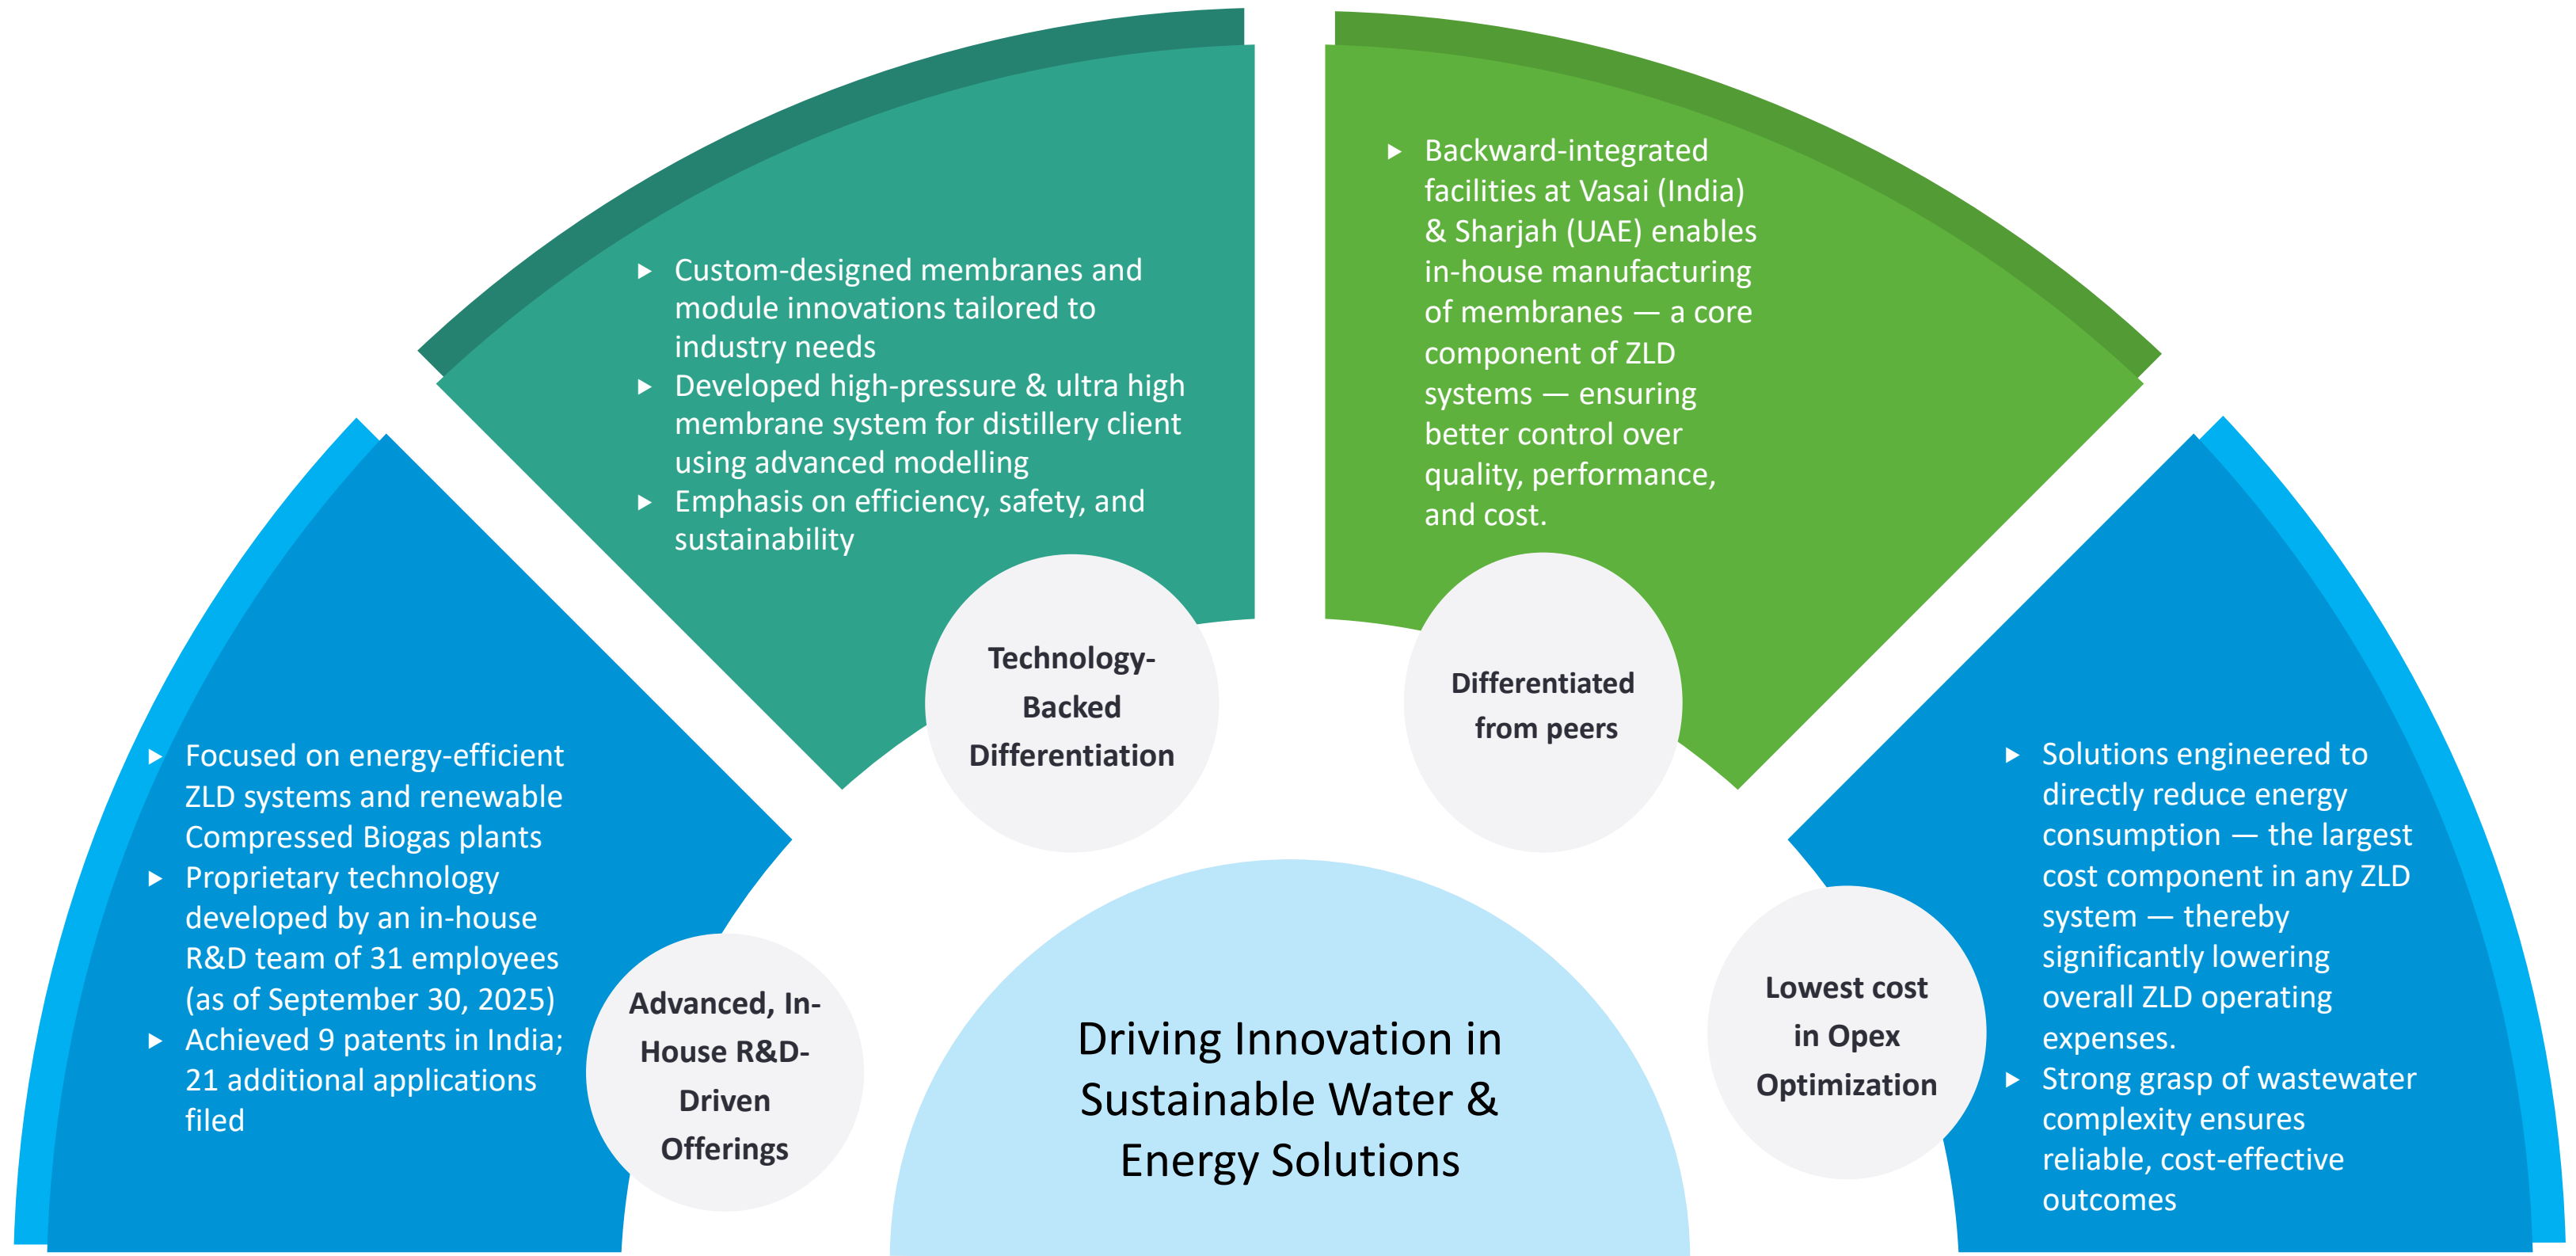 Focused on energy-efficient
ZLD systems and renewable
Compressed Biogas plants
Proprietary technology
developed by an in-house
R&D team of 31 employees
(as of September 30, 2025)
Achieved 9 patents in India;
21 additional applications
filed
Advanced, In-
House R&D-
Driven
Offerings
Custom-designed membranes and
module innovations tailored to
industry needs
Developed high-pressure & ultra high
membrane system for distillery client
using advanced modelling
Emphasis on efficiency, safety, and
sustainability
Technology-
Backed
Differentiation
Backward-integrated
facilities at Vasai (India)
& Sharjah (UAE) enables
in-house manufacturing
of membranes — a core
component of ZLD
systems — ensuring
better control over
quality, performance,
and cost.
Differentiated
from peers
Solutions engineered to
directly reduce energy
consumption — the largest
cost component in any ZLD
system — thereby
significantly lowering
overall ZLD operating
expenses.
Strong grasp of wastewater
complexity ensures
reliable, cost-effective
outcomes
Lowest cost
in Opex
Optimization
Driving Innovation in
Sustainable Water &
Energy Solutions